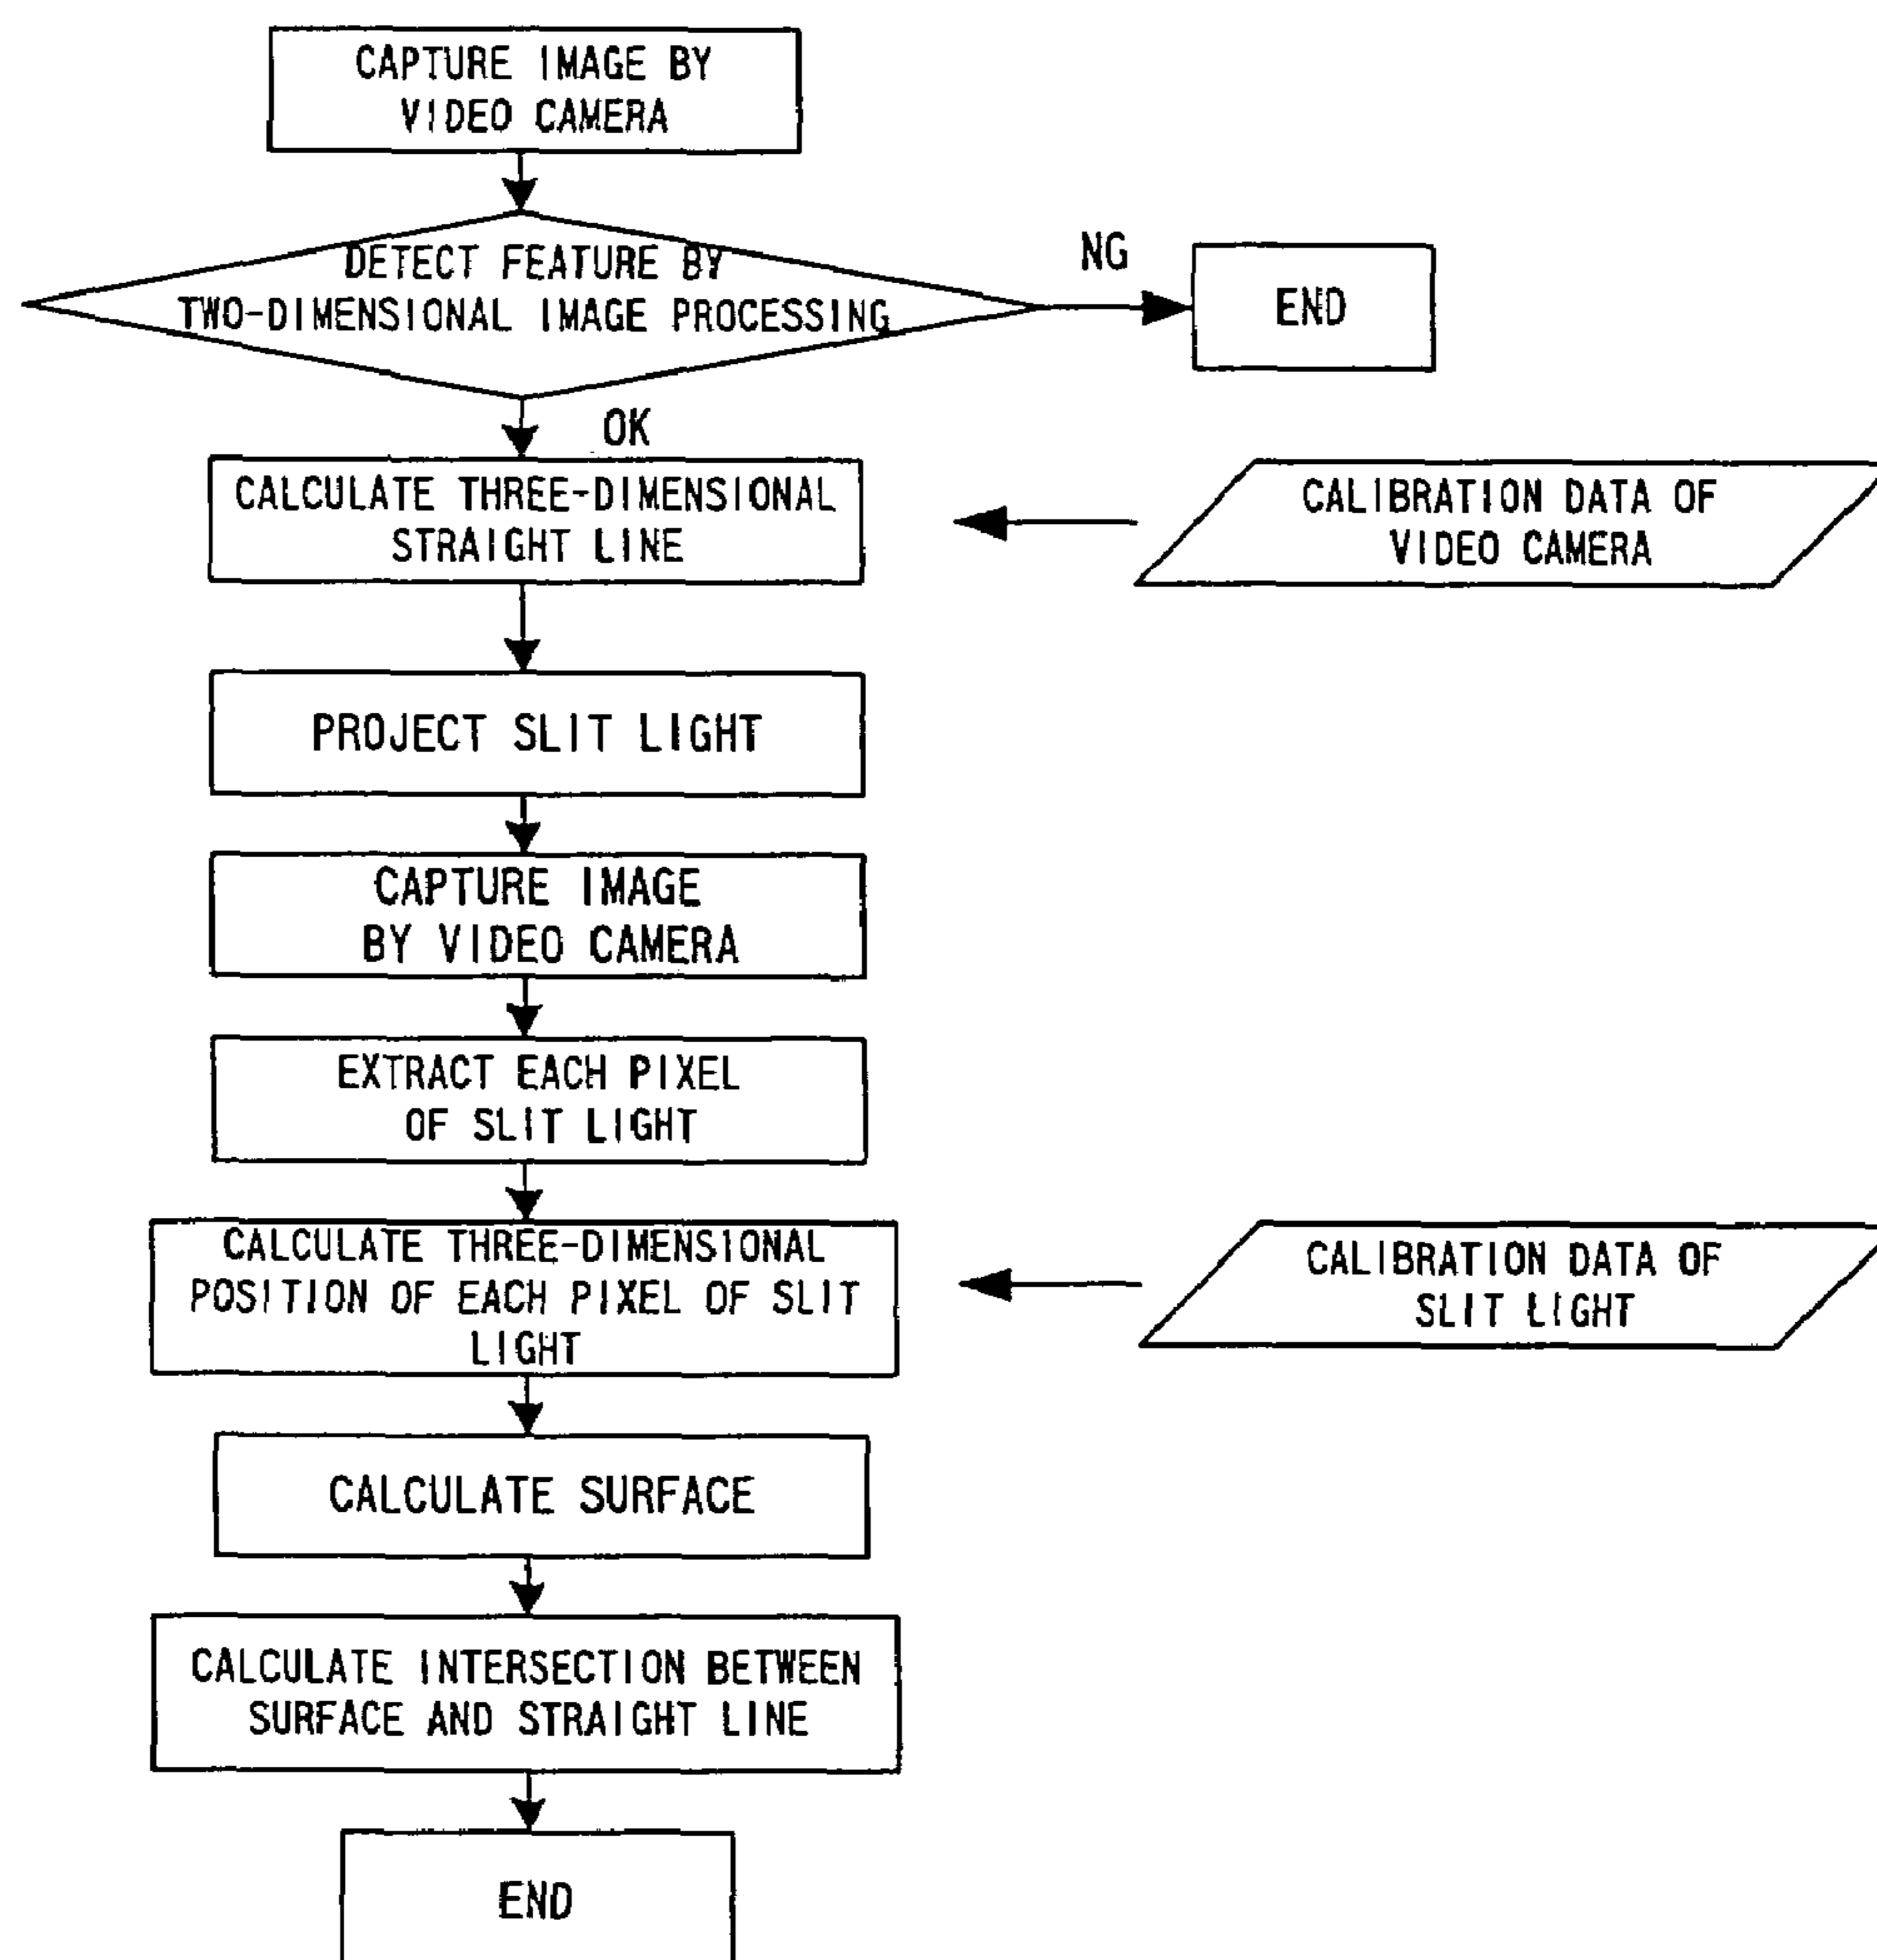 CAPTURE IMAGE BY
VIDEO CAMERA
DETECT FEATURE BY
TWO-DIMENSIONAL IMAGE PROCESSING
NG
END
OK
CALCULATE THREE-DIMENSIONAL
STRAIGHT LINE
CALIBRATION DATA OF
VIDEO CAMERA
PROJECT SLIT LIGHT
CAPTURE IMAGE
BY VIDEO CAMERA
EXTRACT EACH PIXEL
OF SLIT LIGHT
CALCULATE THREE-DIMENSIONAL
POSITION OF EACH PIXEL OF SLIT
LIGHT
CALIBRATION DATA OF
SLIT LIGHT
CALCULATE SURFACE
CALCULATE INTERSECTION BETWEEN
SURFACE AND STRAIGHT LINE
END